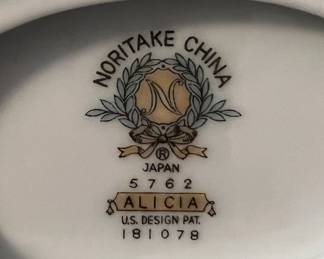 NORITAKE CHINA
N
®
JAPAN
5762
ALICIA
U.S. DESIGN PAT.
181078